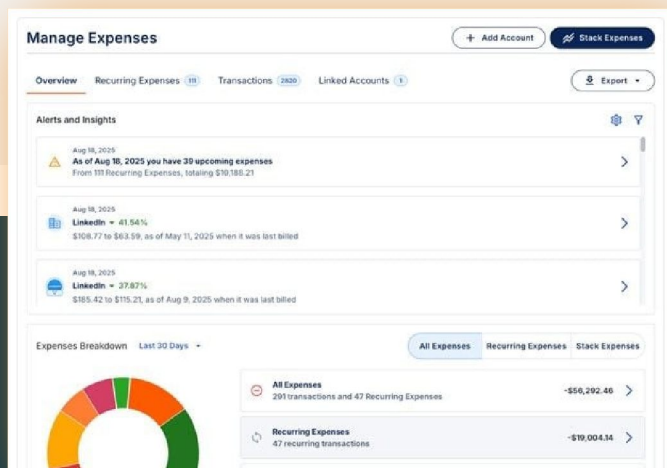 Manage Expenses
Add Account
Stack Expenses
Overview
Recurring Expenses 111
Transactions 2820
Linked Accounts 1
Export
Alerts and Insights
Aug 18, 2025
As of Aug 18, 2025 you have 39 upcoming expenses
From 111 Recurring Expenses, totaling $19,188.21
Aug 18, 2025
LinkedIn 41.54%
$108.77 to $63.59, as of May 11, 2025 when it was last billed
Aug 18, 2025
LinkedIn 37.87%
$185.42 to $115.21, as of Aug 9, 2025 when it was last billed
Expenses Breakdown Last 30 Days
All Expenses
Recurring Expenses
Stack Expenses
All Expenses
291 transactions and 47 Recurring Expenses
-$56,292.46
Recurring Expenses
47 recurring transactions
-$19,004.14